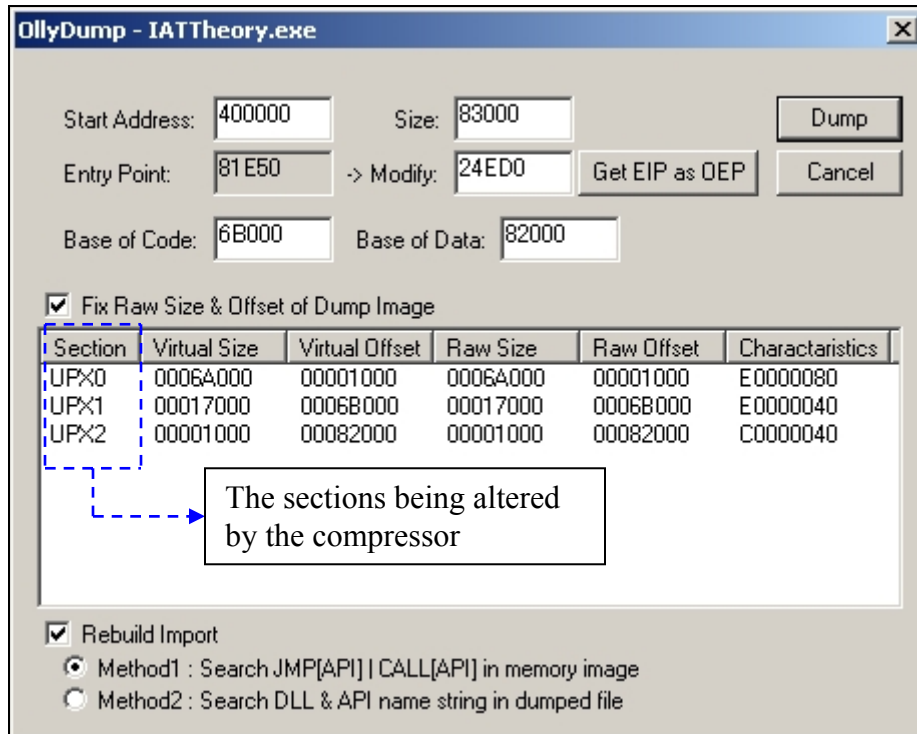 OllyDump - IATTheory.exe
Start Address: 400000 Size: 83000 Dump
Entry Point: 81E50 -> Modify: 24ED0 Get EIP as OEP Cancel
Base of Code: 6B000 Base of Data: 82000
Fix Raw Size & Offset of Dump Image
Section Virtual Size Virtual Offset Raw Size Raw Offset Charactaristics
UPX0 0006A000 00001000 0006A000 00001000 E0000080
UPX1 00017000 0006B000 00017000 0006B000 E0000040
UPX2 00001000 00082000 00001000 00082000 C0000040
The sections being altered
by the compressor
Rebuild Import
Method1 : Search JMP[API] | CALL[API] in memory image
Method2 : Search DLL & API name string in dumped file